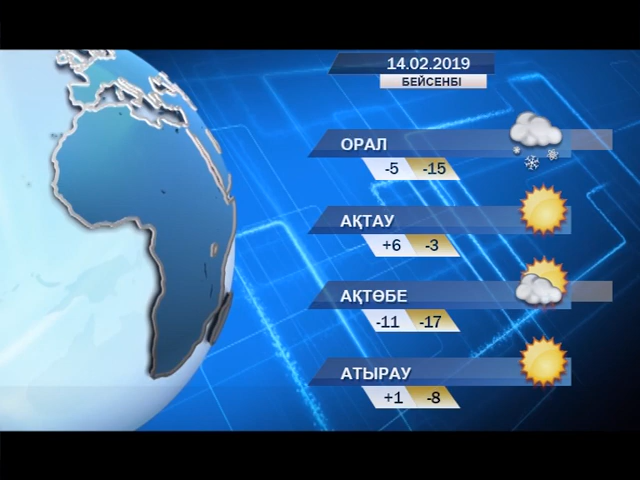 14.02.2019
БЕЙСЕНБІ
ОРАЛ
-5 -15
АҚТАУ
+6 -3
АҚТӨБЕ
-11 -17
АТЫРАУ
+1 -8